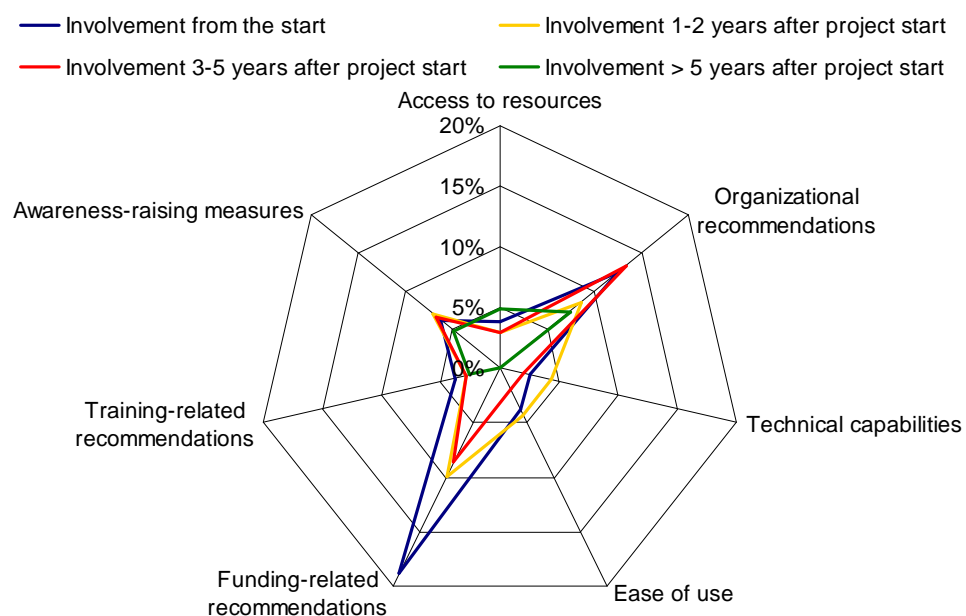 Involvement from the start
Involvement 1-2 years after project start
Involvement 3-5 years after project start
Involvement > 5 years after project start
Access to resources
20%
15%
10%
5%
0%
Organizational
recommendations
Technical capabilities
Ease of use
Funding-related
recommendations
Training-related
recommendations
Awareness-raising measures